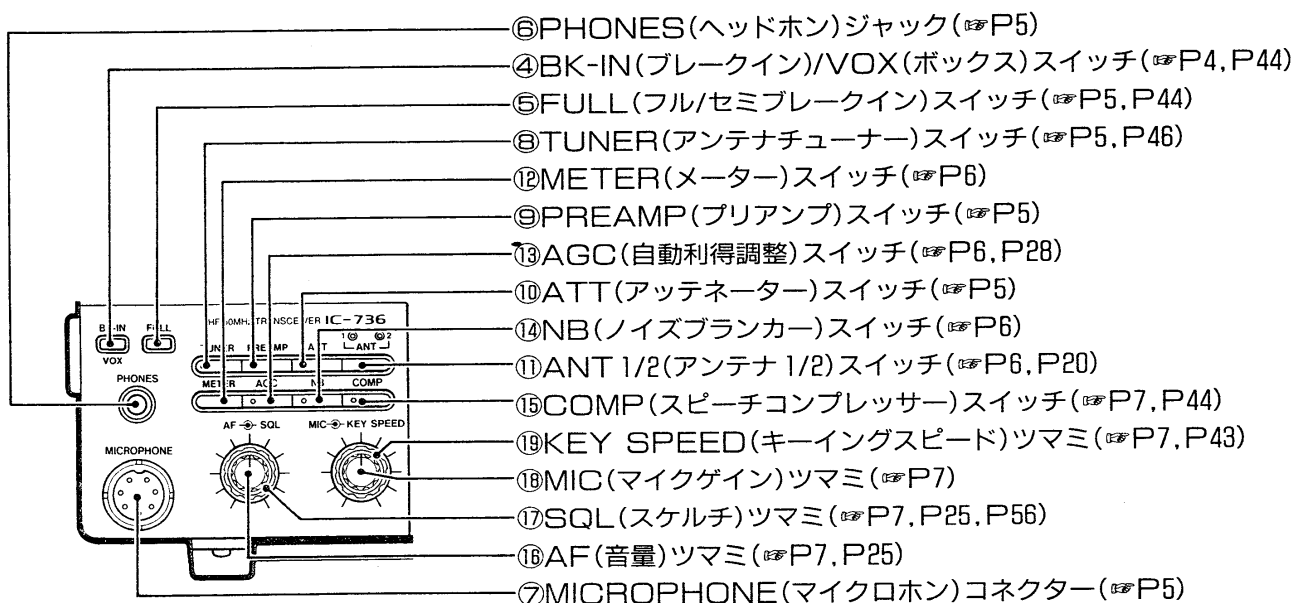 ⑥PHONES(ヘッドホン)ジャック(☞P5)
④BK-IN(ブレークイン)/VOX(ボックス)スイッチ(☞P4,P44)
⑤FULL(フル/セミブレークイン)スイッチ(☞P5,P44)
⑧TUNER(アンテナチューナー)スイッチ(☞P5,P46)
⑫METER(メーター)スイッチ(☞P6)
⑨PREAMP(プリアンプ)スイッチ(☞P5)
⑬AGC(自動利得調整)スイッチ(☞P6,P28)
⑩ATT(アッテネーター)スイッチ(☞P5)
⑭NB(ノイズブランカー)スイッチ(☞P6)
⑪ANT 1/2(アンテナ 1/2)スイッチ(☞P6,P20)
⑮COMP(スピーチコンプレッサー)スイッチ(☞P7,P44)
⑲KEY SPEED(キーイングスピード)ツマミ(☞P7,P43)
⑱MIC(マイクゲイン)ツマミ(☞P7)
⑰SQL(スケルチ)ツマミ(☞P7,P25,P56)
⑯AF(音量)ツマミ(☞P7,P25)
⑦MICROPHONE(マイクロホン)コネクター(☞P5)
BK-IN FULL
TRANSCEIVER IC-736
1 2
ANT
TUNER PREAMP ATT
VOX
METER AGC NB COMP
PHONES
AF SQL MIC KEY SPEED
MICROPHONE